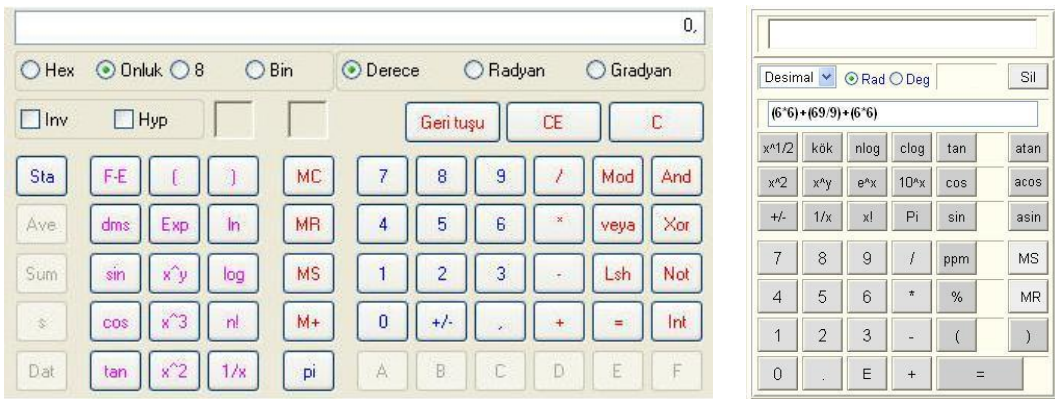 0,
Hex Onluk 8 Bin Derece Radyan Gradyan
Inv Hyp Geri tuşu CE C
Sta F-E ( ) MC 7 8 9 / Mod And
Ave dms Exp ln MR 4 5 6 * veya Xor
Sum sin x^y log MS 1 2 3 - Lsh Not
s cos x^3 n! M+ 0 +/- , + = Int
Dat tan x^2 1/x pi A B C D E F
Desimal Rad Deg Sil
(6*6)+(69/9)+(6*6)
x^1/2 kök nlog clog tan atan
x^2 x^y e^x 10^x cos acos
+/- 1/x x! Pi sin asin
7 8 9 / ppm MS
4 5 6 * % MR
1 2 3 - ( )
0 . E + =